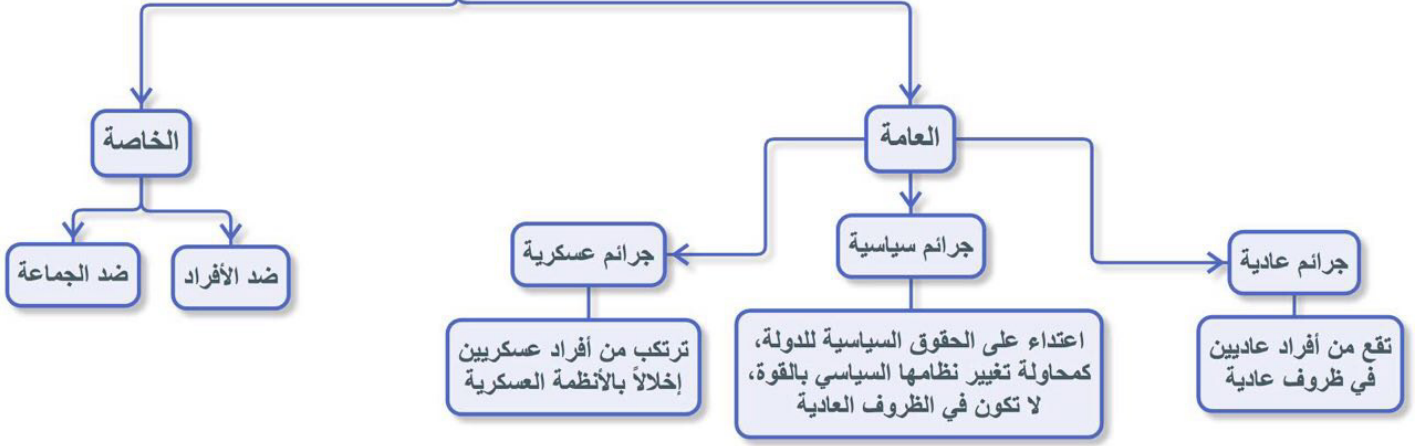 العامة
الخاصة
جرائم عادية
جرائم سياسية
جرائم عسكرية
ضد الأفراد
ضد الجماعة
تقع من أفراد عاديين
في ظروف عادية
اعتداء على الحقوق السياسية للدولة،
كمحاولة تغيير نظامها السياسي بالقوة،
لا تكون في الظروف العادية
ترتكب من أفراد عسكريين
إخلالاً بالأنظمة العسكرية